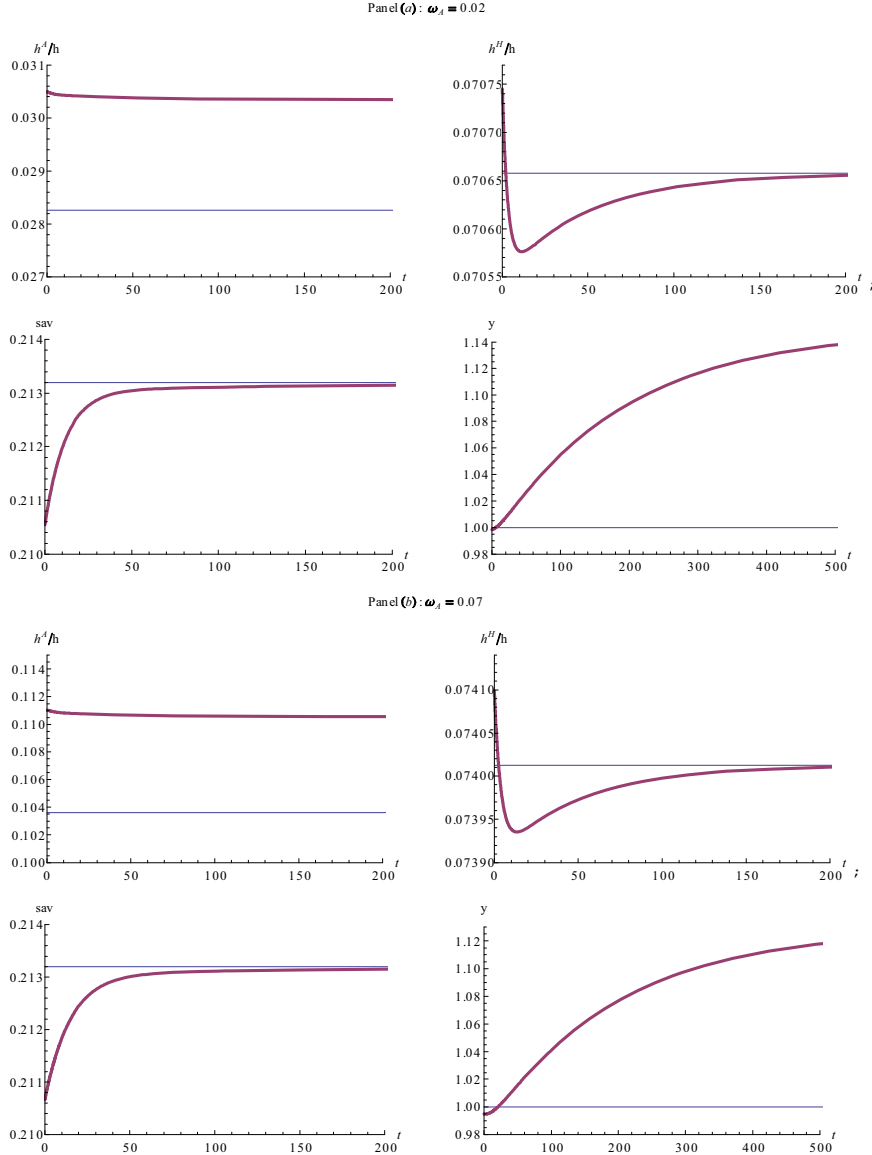 Panel(a): ω_A = 0.02
h^A/h
0.031
0.030
0.029
0.028
0.027
0 50 100 150 200
t
h^H/h
0.07075
0.07070
0.07065
0.07060
0.07055
0 50 100 150 200
t
;
sav
0.214
0.213
0.212
0.211
0.210
0 50 100 150 200
t
y
1.14
1.12
1.10
1.08
1.06
1.04
1.02
1.00
0.98
0 100 200 300 400 500
t
Panel(b): ω_A = 0.07
h^A/h
0.114
0.112
0.110
0.108
0.106
0.104
0.102
0.100
0 50 100 150 200
t
h^H/h
0.07410
0.07405
0.07400
0.07395
0.07390
0 50 100 150 200
t
;
sav
0.214
0.213
0.212
0.211
0.210
0 50 100 150 200
t
y
1.12
1.10
1.08
1.06
1.04
1.02
1.00
0.98
0 100 200 300 400 500
t